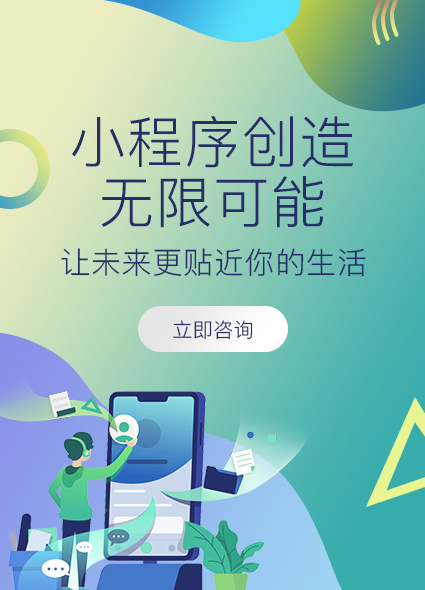 小程序创造
无限可能
让未来更贴近你的生活
立即咨询